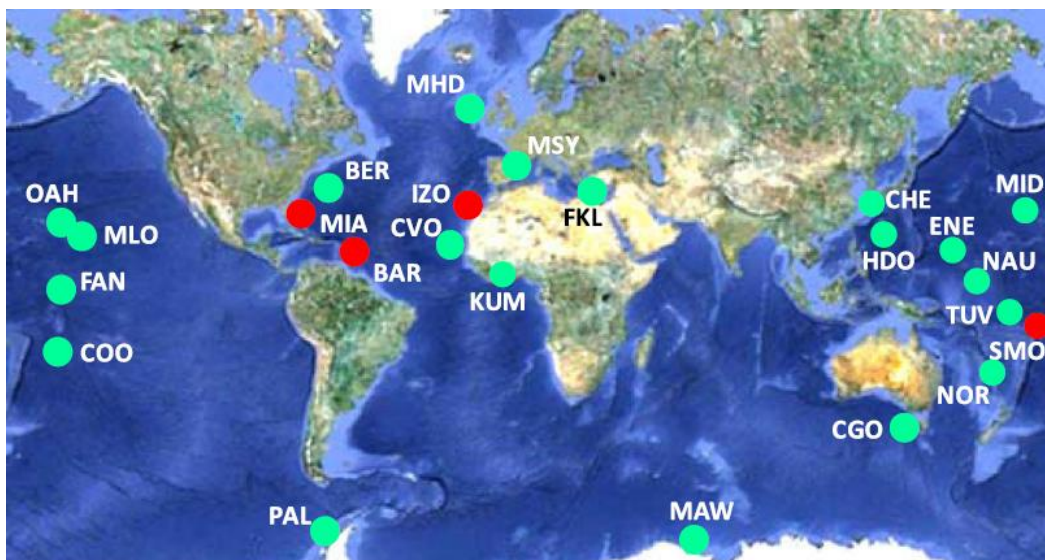 MHD
MSY
BER
IZO
OAH
MIA
CVO
FKL
CHE
MID
MLO
ENE
BAR
HDO
FAN
KUM
NAU
TUV
COO
SMO
NOR
CGO
PAL
MAW